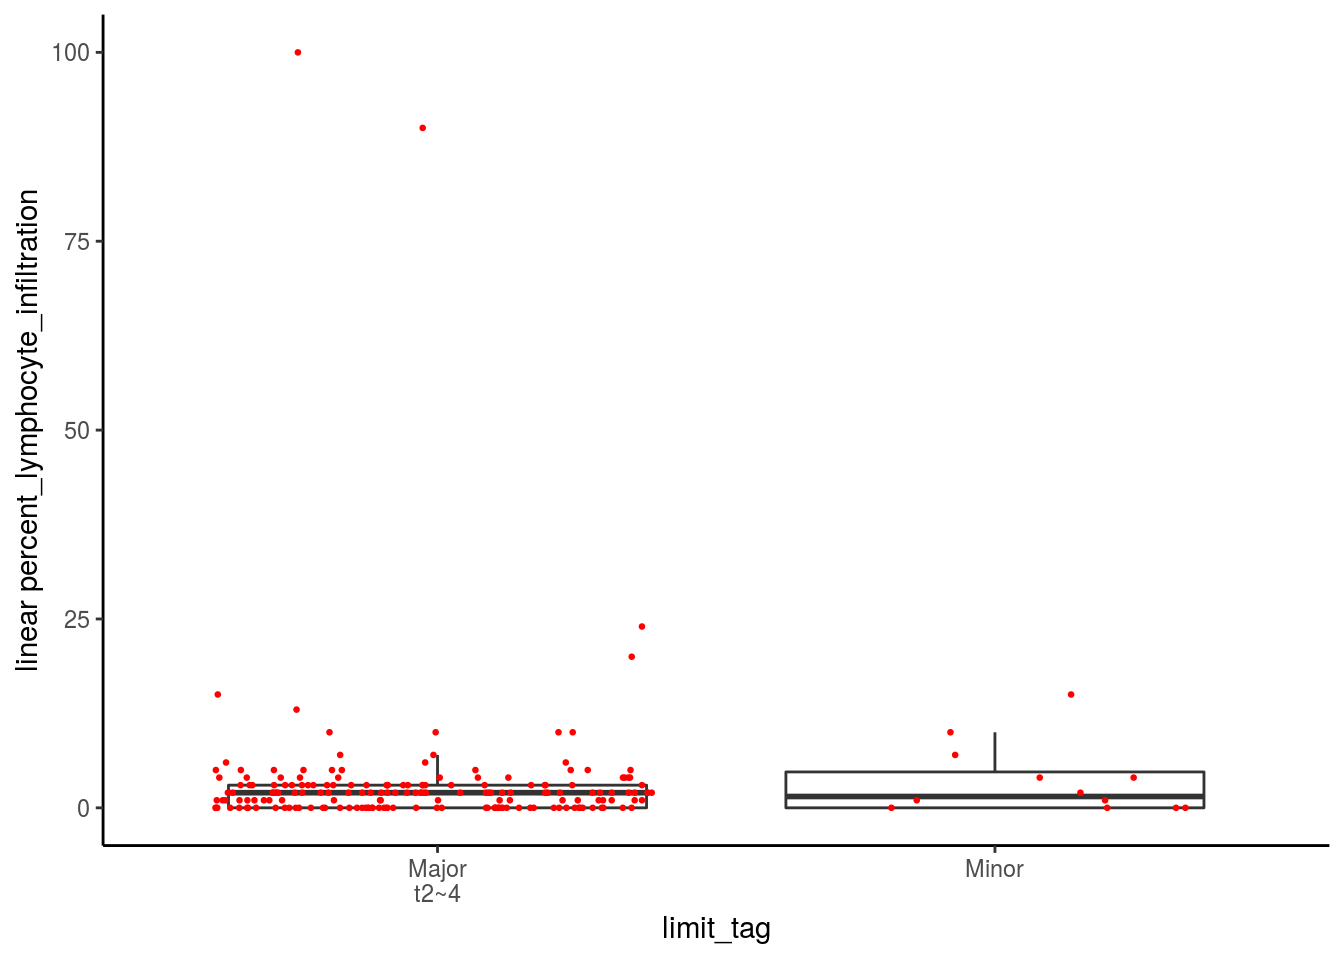 linear percent_lymphocyte_infiltration
100
75
50
25
0
Major
t2~4
Minor
limit_tag